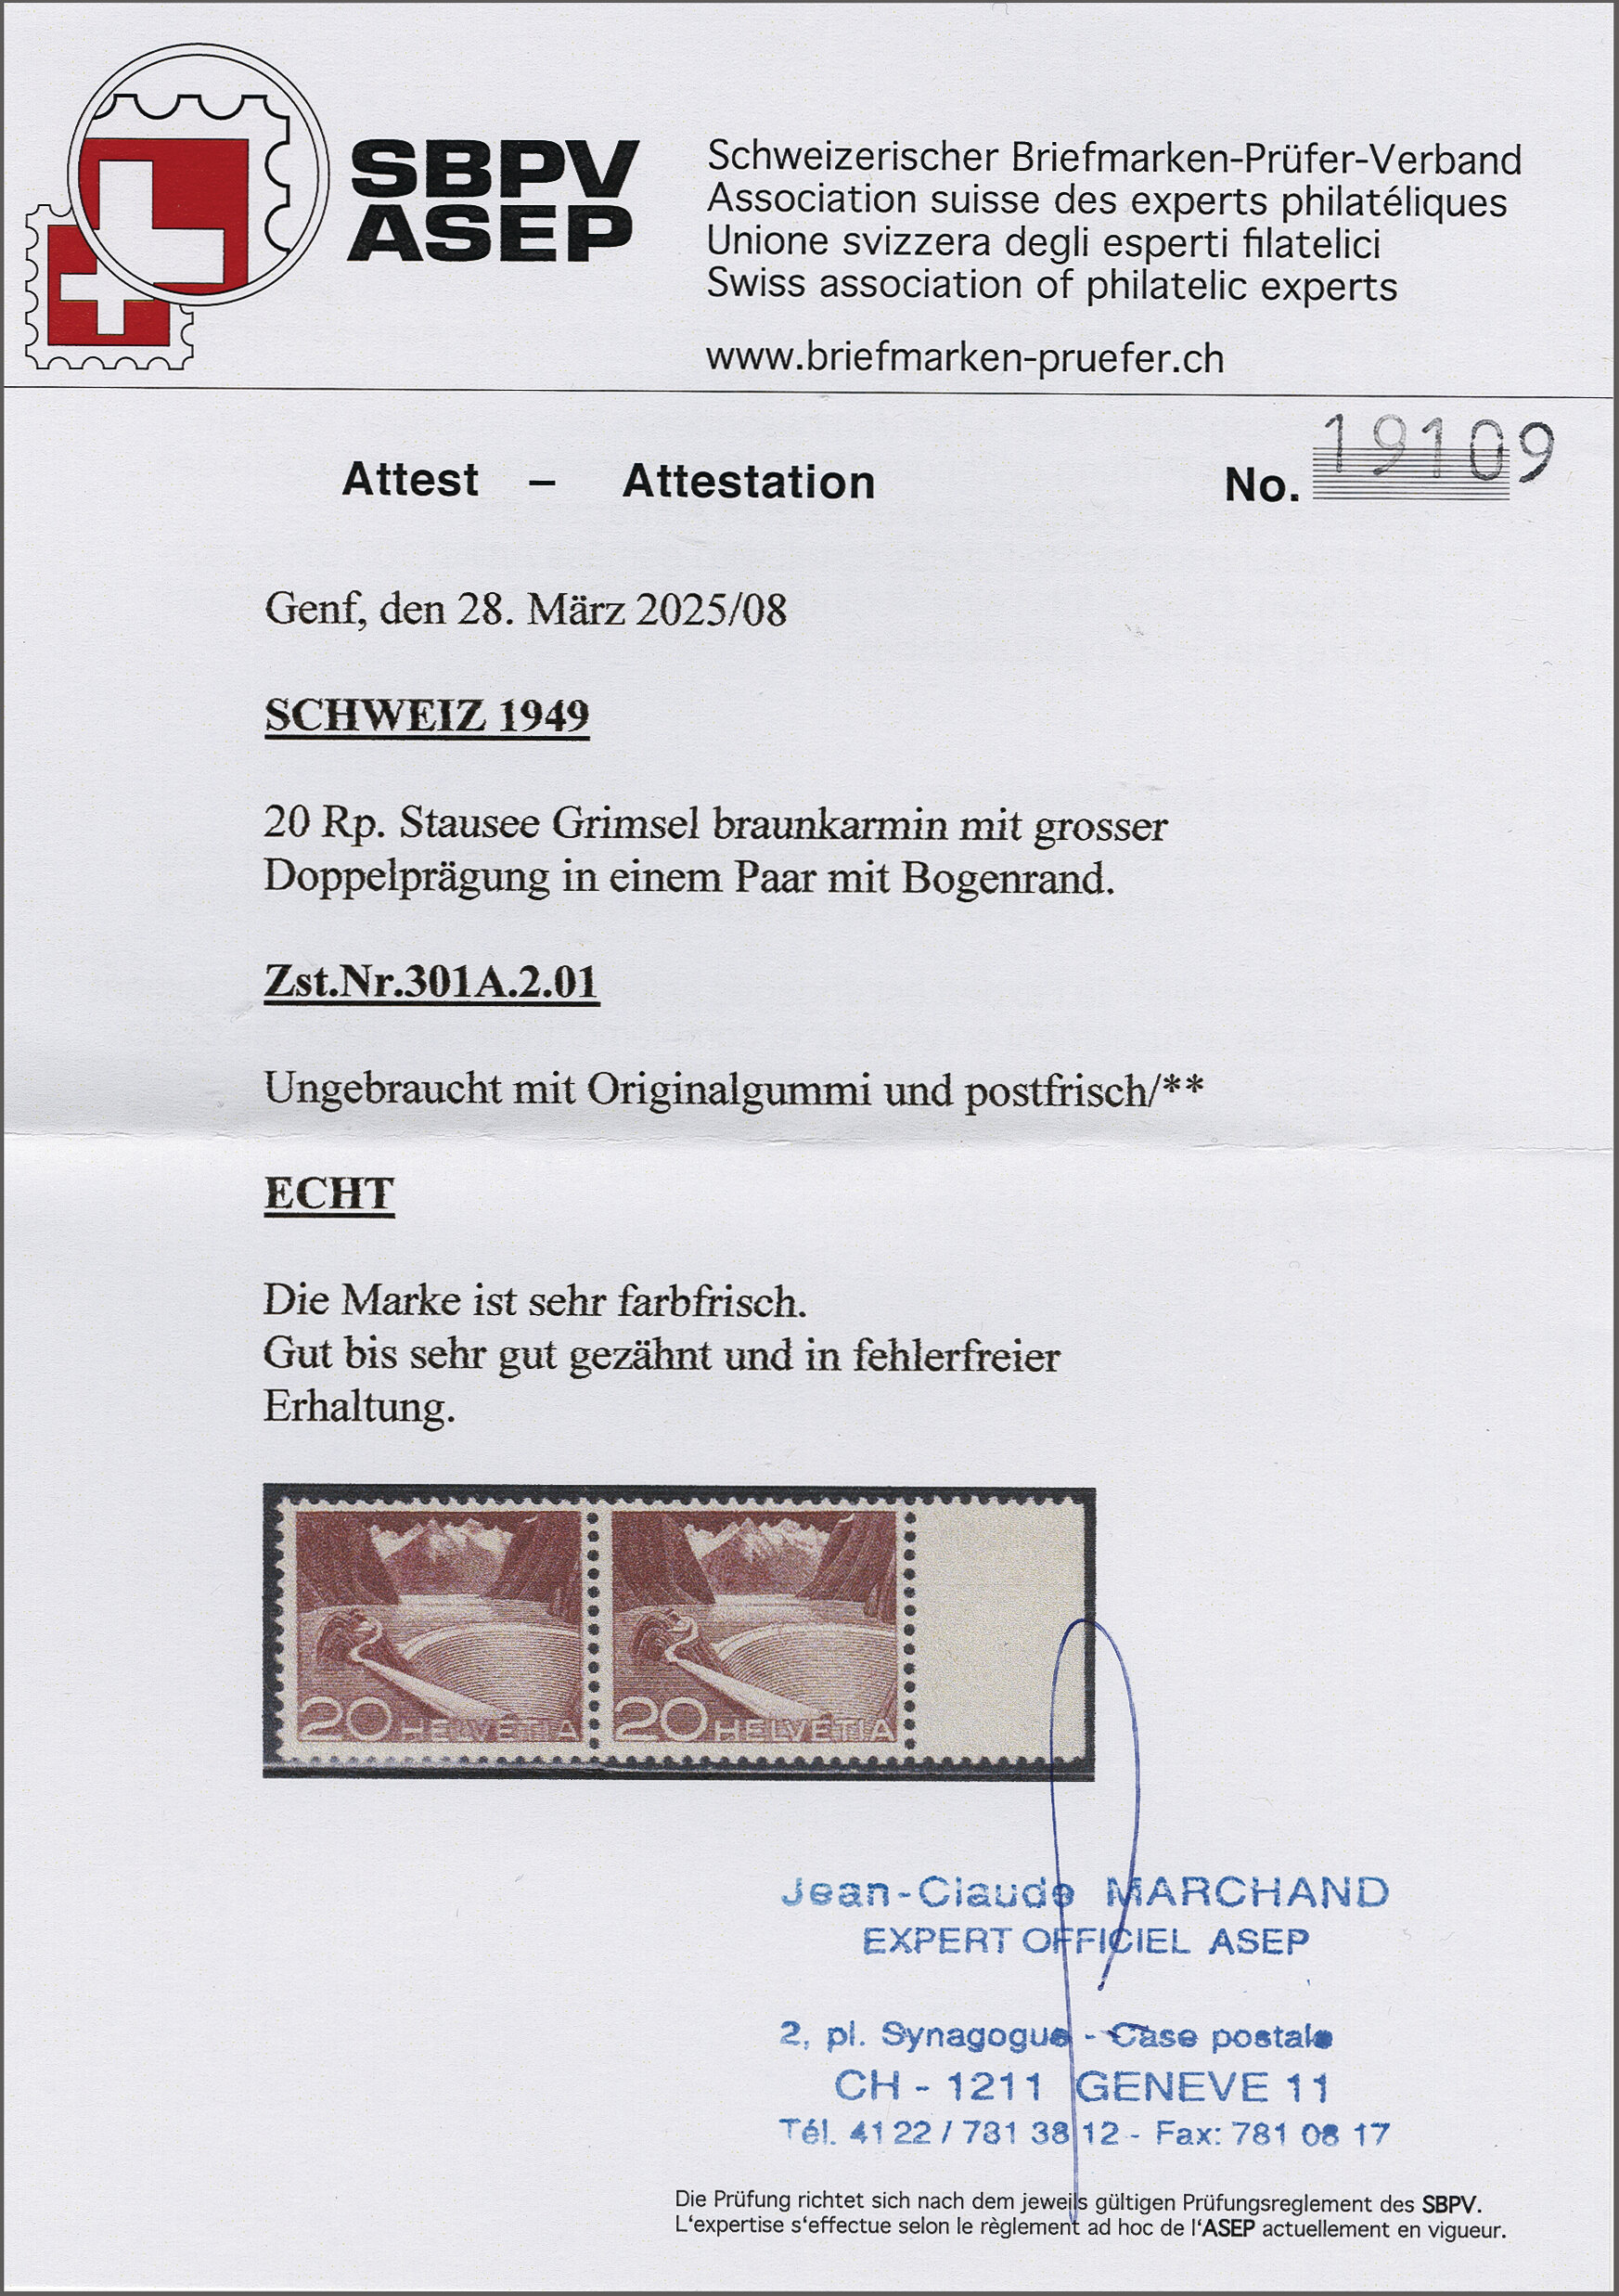 SBPV
ASEP
Schweizerischer Briefmarken-Prüfer-Verband
Association suisse des experts philatéliques
Unione svizzera degli esperti filatelici
Swiss association of philatelic experts
www.briefmarken-pruefer.ch
Attest – Attestation No. 19109
Genf, den 28. März 2025/08
SCHWEIZ 1949
20 Rp. Stausee Grimsel braunkarmin mit grosser
Doppelprägung in einem Paar mit Bogenrand.
Zst.Nr.301A.2.01
Ungebraucht mit Originalgummi und postfrisch/**
ECHT
Die Marke ist sehr farbfrisch.
Gut bis sehr gut gezähnt und in fehlerfreier
Erhaltung.
20 HELVETIA 20 HELVETIA
Jean-Claude MARCHAND
EXPERT OFFICIEL ASEP
2, pl. Synagogue - Case postale
CH - 1211 GENEVE 11
Tél. 41 22 / 781 38 12 - Fax: 781 08 17
Die Prüfung richtet sich nach dem jeweils gültigen Prüfungsreglement des SBPV.
L'expertise s'effectue selon le règlement ad hoc de l'ASEP actuellement en vigueur.